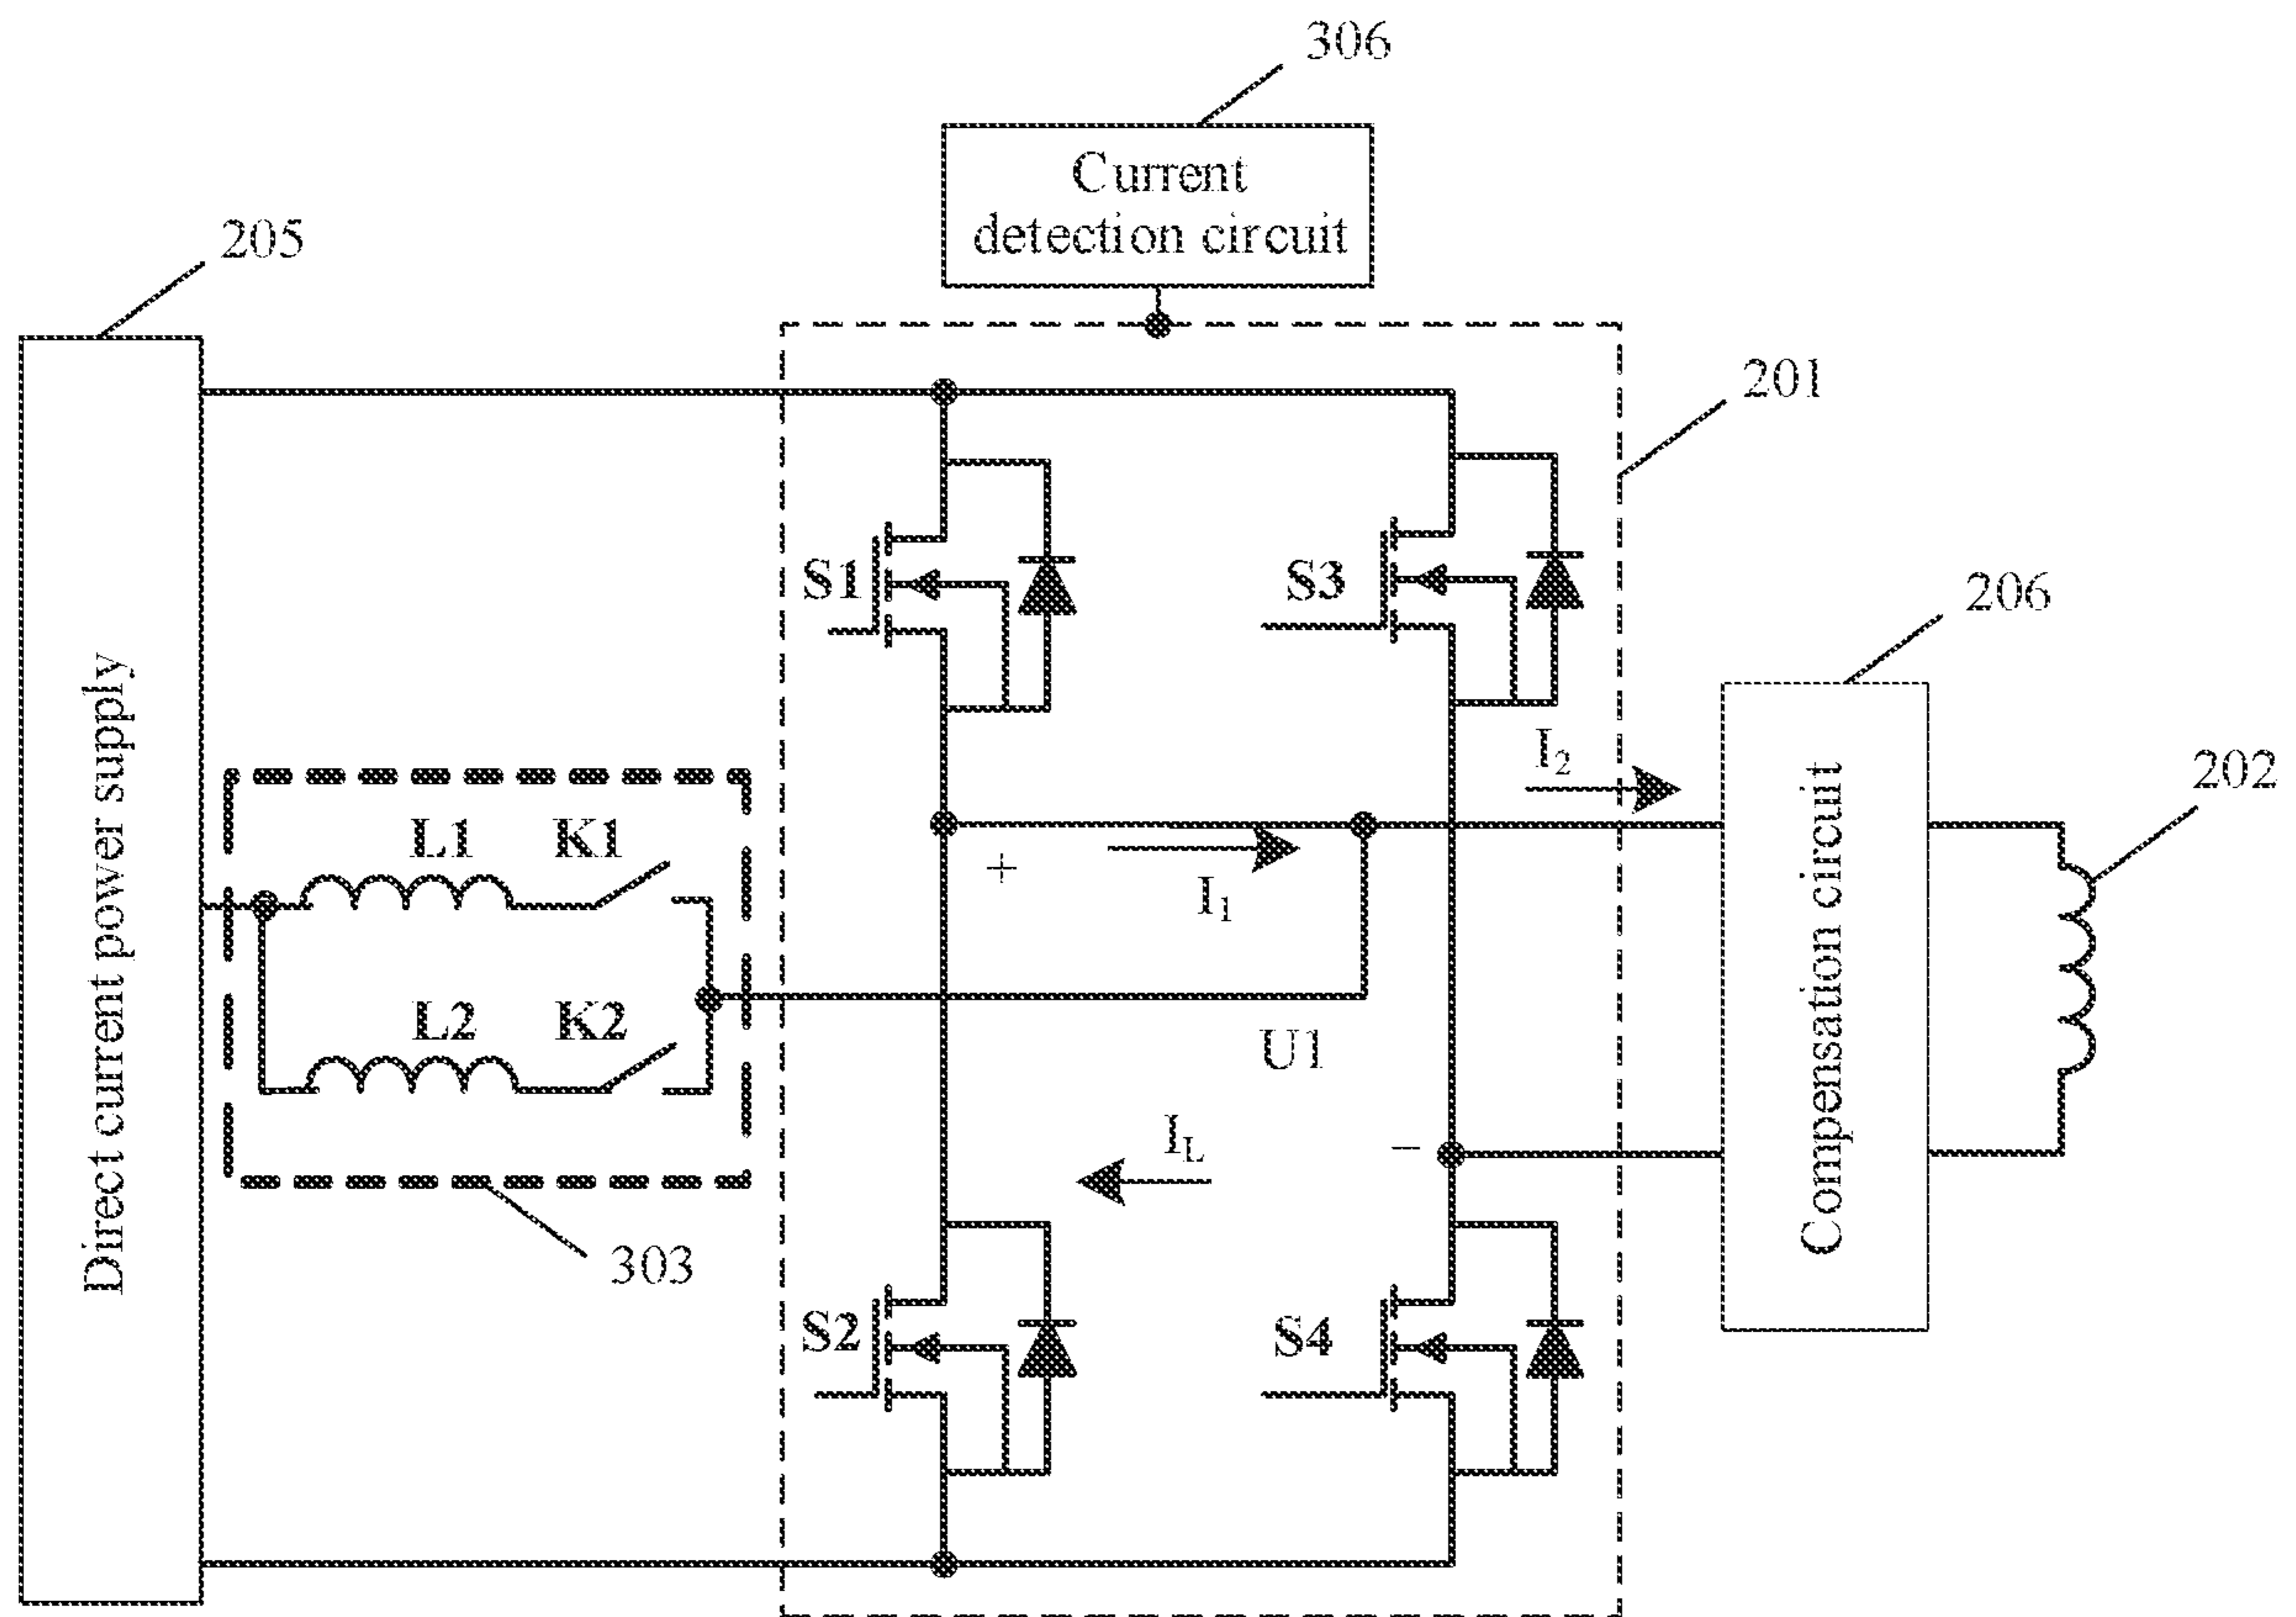 306
Current
detection circuit
205
201
S1
S3
206
Direct current power supply
I2
202
L1
K1
+
I1
Compensation circuit
L2
K2
U1
IL
−
303
S2
S4